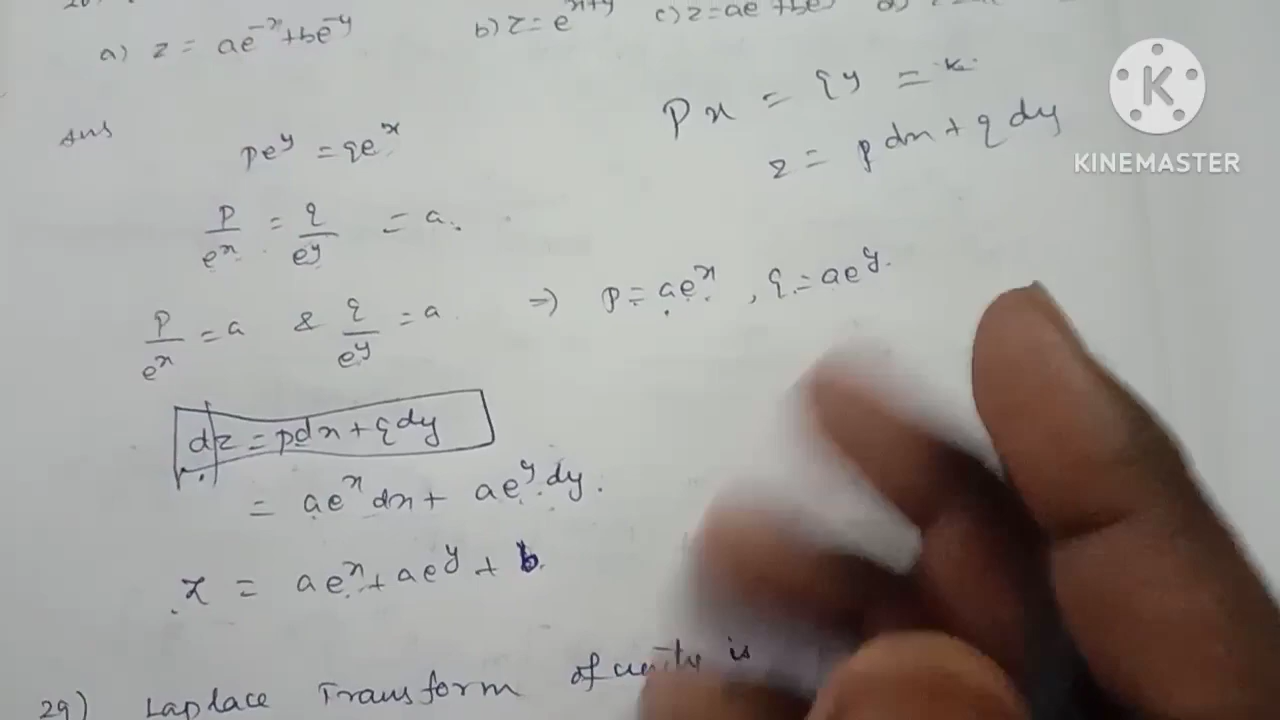 a) z = ae^-x + be^-y b) z = e^x+y c) z = ae + be
Ans
pe^y = qe^x
p/e^x = q/e^y = a.
p/e^x = a & q/e^y = a ⇒ p = ae^x, q = ae^y.
dz = pdx + qdy
= ae^x dx + ae^y dy.
z = ae^x + ae^y + b
Px = qy = k.
z = p dx + q dy
K
KINEMASTER
29) Laplace Transform of unity is